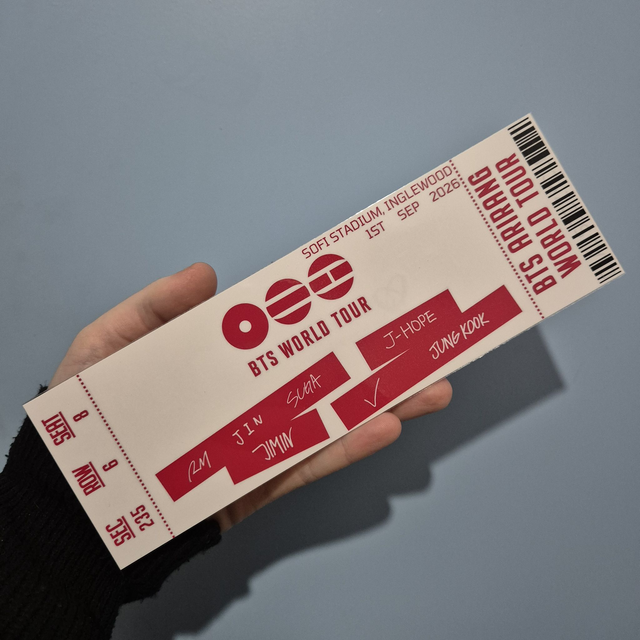 SOFI STADIUM, INGLEWOOD
1ST SEP 2026
BTS WORLD TOUR
RM JIN SUGA
J-HOPE
JIMIN
V
JUNG KOOK
BTS ARIRANG
WORLD TOUR
SEC 235
ROW 6
SEAT 8